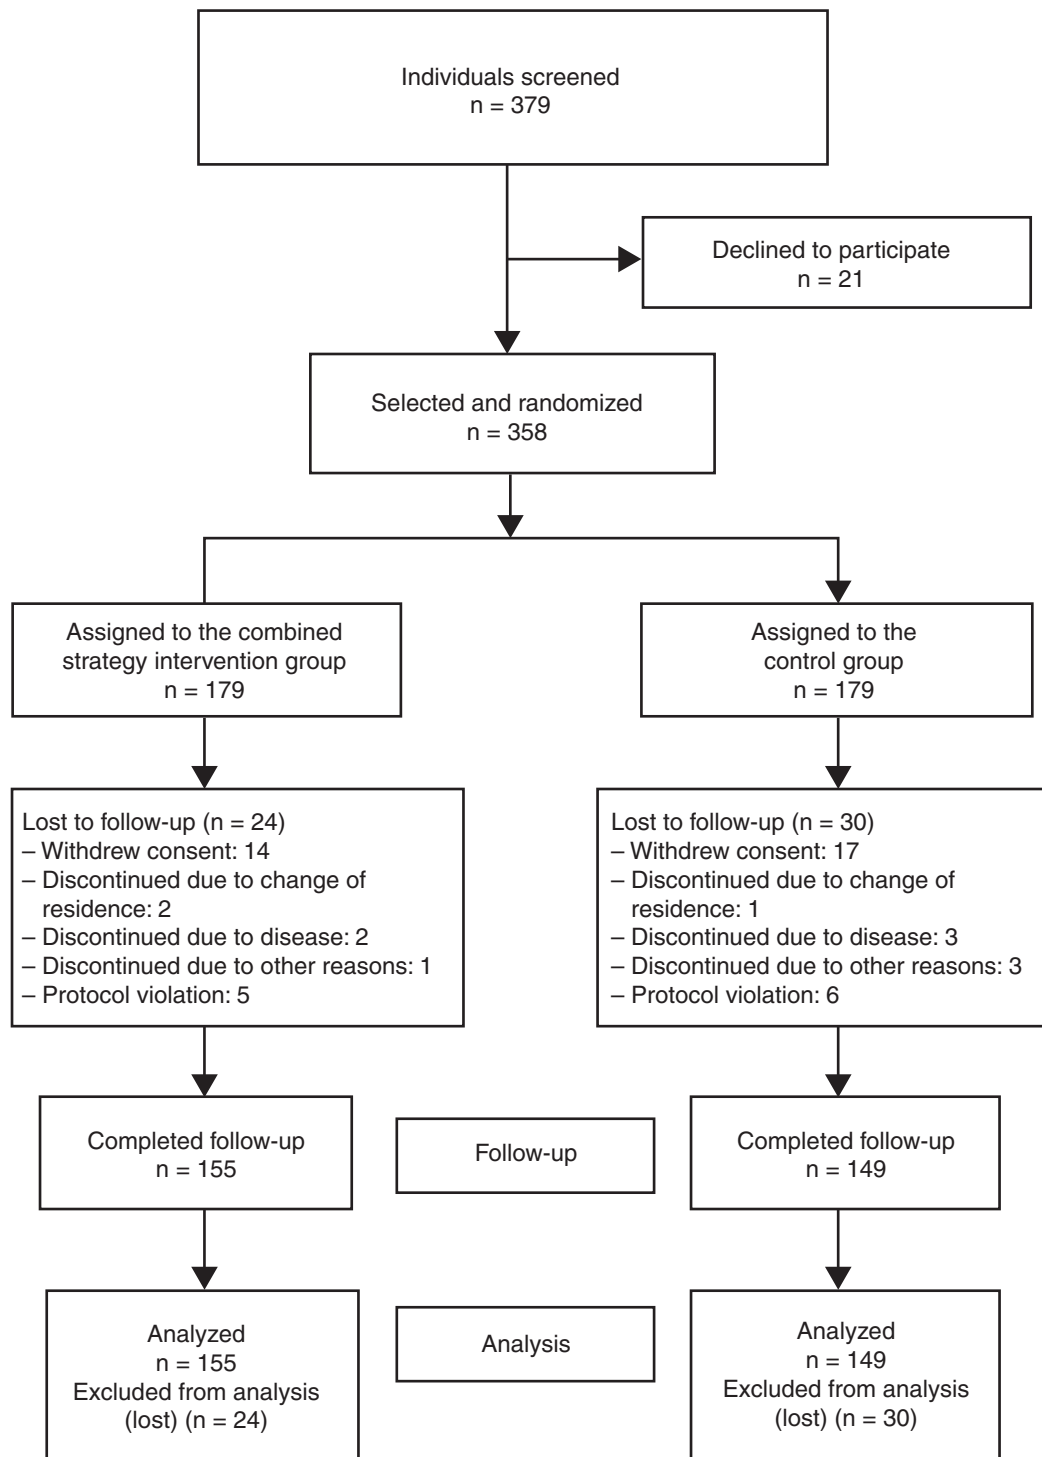 Individuals screened
n = 379
Declined to participate
n = 21
Selected and randomized
n = 358
Assigned to the combined
strategy intervention group
n = 179
Assigned to the
control group
n = 179
Lost to follow-up (n = 24)
– Withdrew consent: 14
– Discontinued due to change of
residence: 2
– Discontinued due to disease: 2
– Discontinued due to other reasons: 1
– Protocol violation: 5
Lost to follow-up (n = 30)
– Withdrew consent: 17
– Discontinued due to change of
residence: 1
– Discontinued due to disease: 3
– Discontinued due to other reasons: 3
– Protocol violation: 6
Completed follow-up
n = 155
Follow-up
Completed follow-up
n = 149
Analyzed
n = 155
Excluded from analysis
(lost) (n = 24)
Analysis
Analyzed
n = 149
Excluded from analysis
(lost) (n = 30)